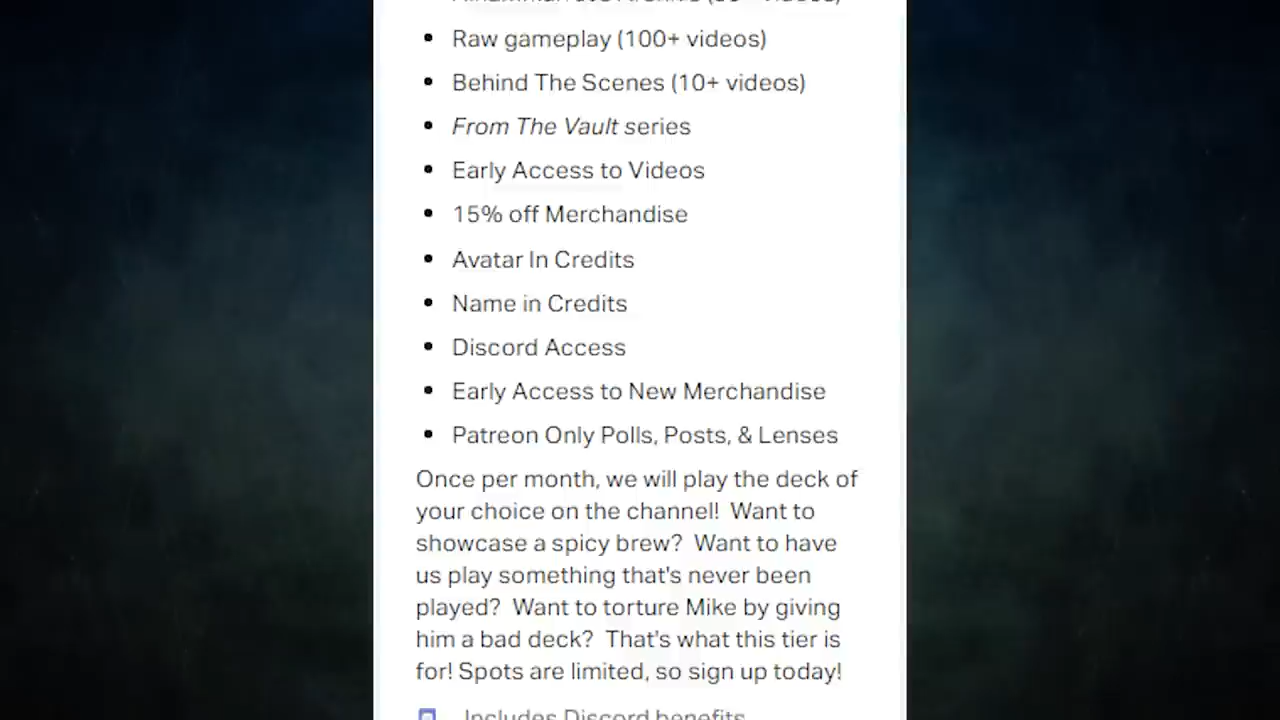 Raw gameplay (100+ videos)
Behind The Scenes (10+ videos)
From The Vault series
Early Access to Videos
15% off Merchandise
Avatar In Credits
Name in Credits
Discord Access
Early Access to New Merchandise
Patreon Only Polls, Posts, & Lenses
Once per month, we will play the deck of
your choice on the channel!  Want to
showcase a spicy brew?  Want to have
us play something that's never been
played?  Want to torture Mike by giving
him a bad deck?  That's what this tier is
for! Spots are limited, so sign up today!
Includes Discord benefits